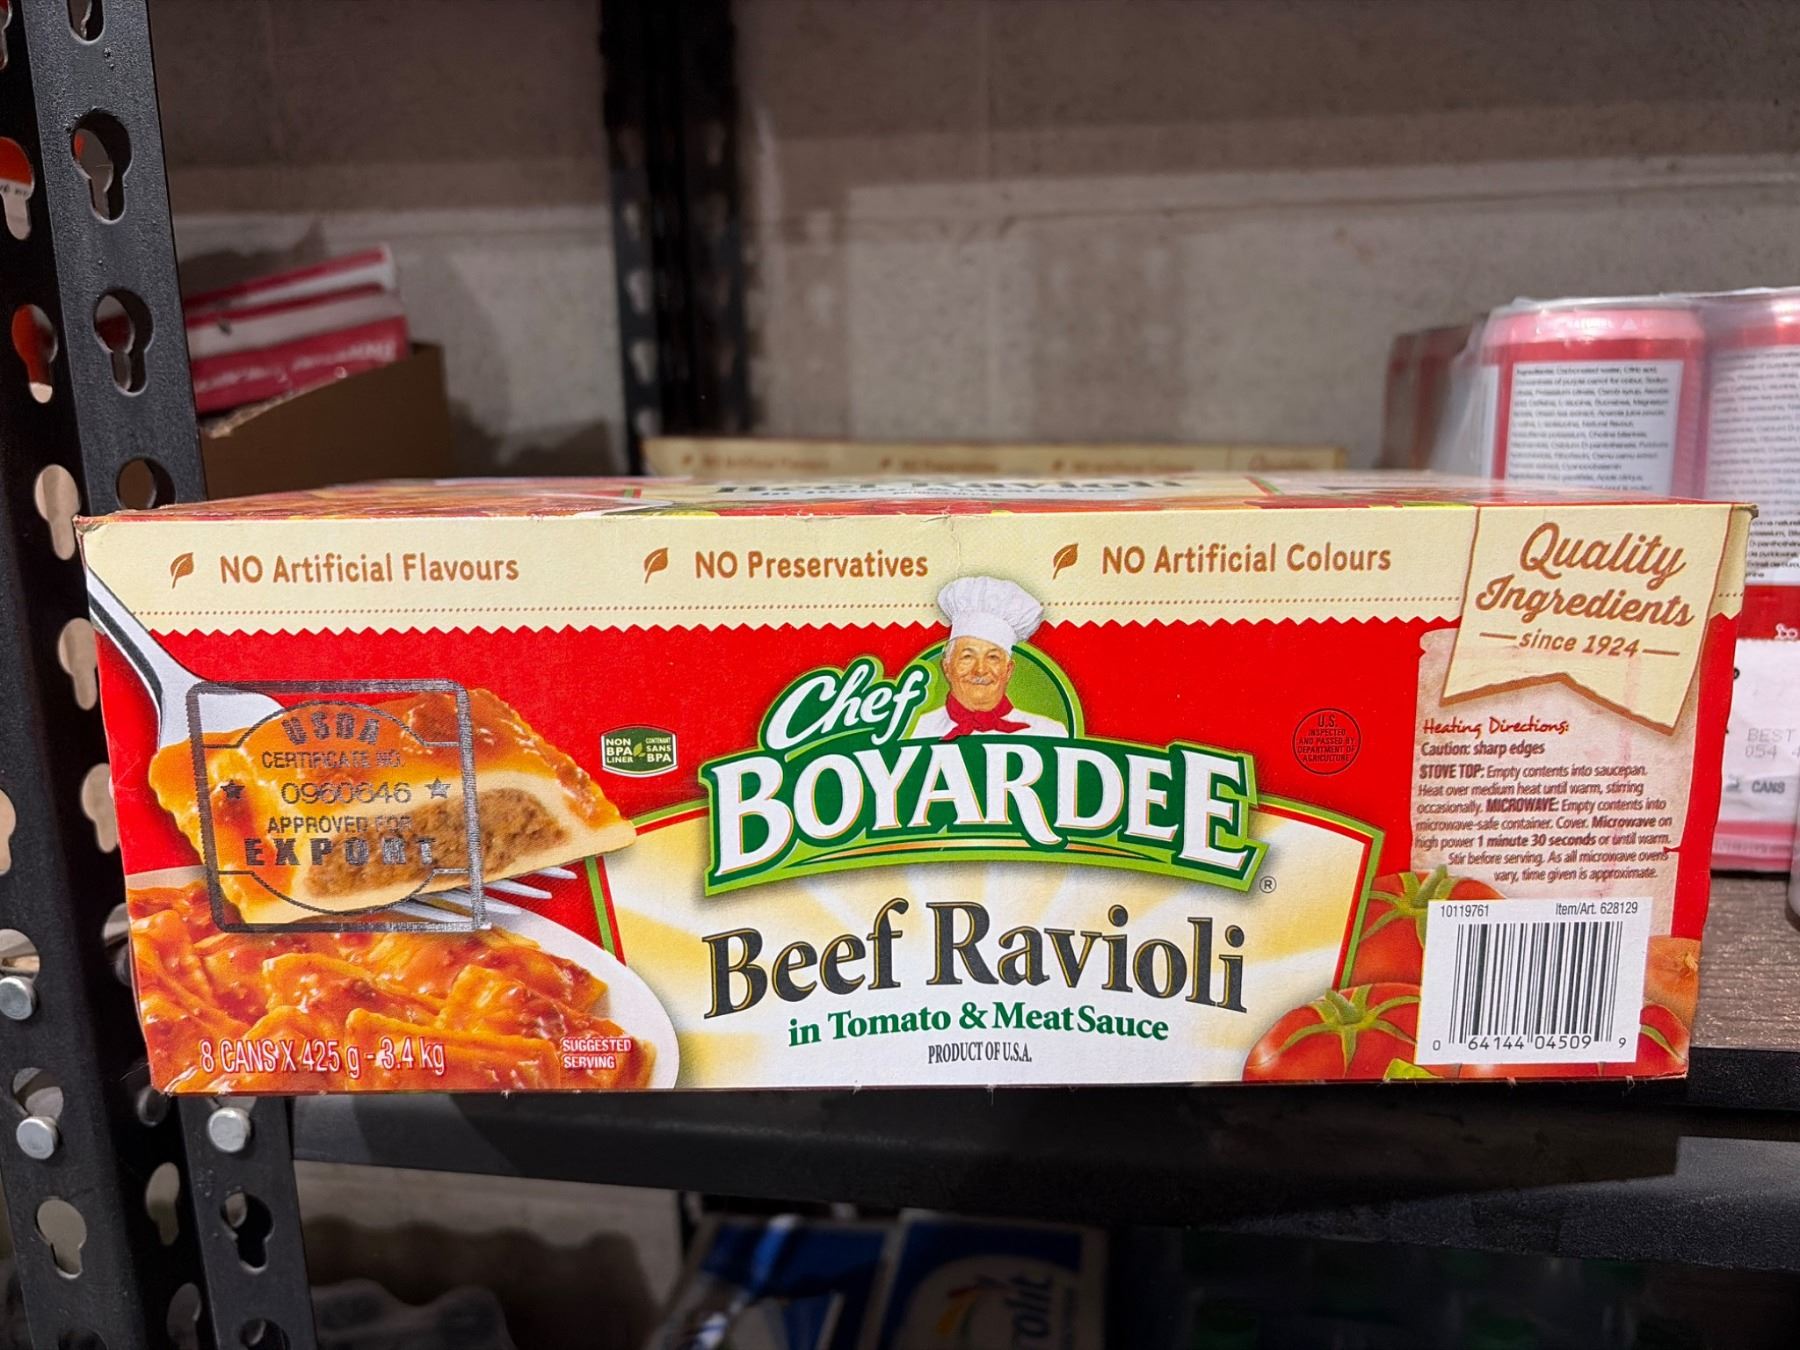 NO Artificial Flavours
NO Preservatives
NO Artificial Colours
Quality
Ingredients
since 1924
USDA
CERTIFICATE NO.
0960646
APPROVED FOR
EXPORT
NON
BPA
LINER
CONTENANT
SANS
BPA
Chef
BOYARDEE
®
U.S.
INSPECTED
AND PASSED BY
DEPARTMENT OF
AGRICULTURE
Heating Directions:
Caution: sharp edges
STOVE TOP: Empty contents into saucepan.
Heat over medium heat until warm, stirring
occasionally. MICROWAVE: Empty contents into
microwave-safe container. Cover. Microwave on
high power 1 minute 30 seconds or until warm.
Stir before serving. As all microwave ovens
vary, time given is approximate.
Beef Ravioli
in Tomato & Meat Sauce
PRODUCT OF U.S.A.
8 CANS X 425 g - 3.4 kg
SUGGESTED
SERVING
10119761 Item/Art. 628129
0 64144 04509 9
BEST
CANS